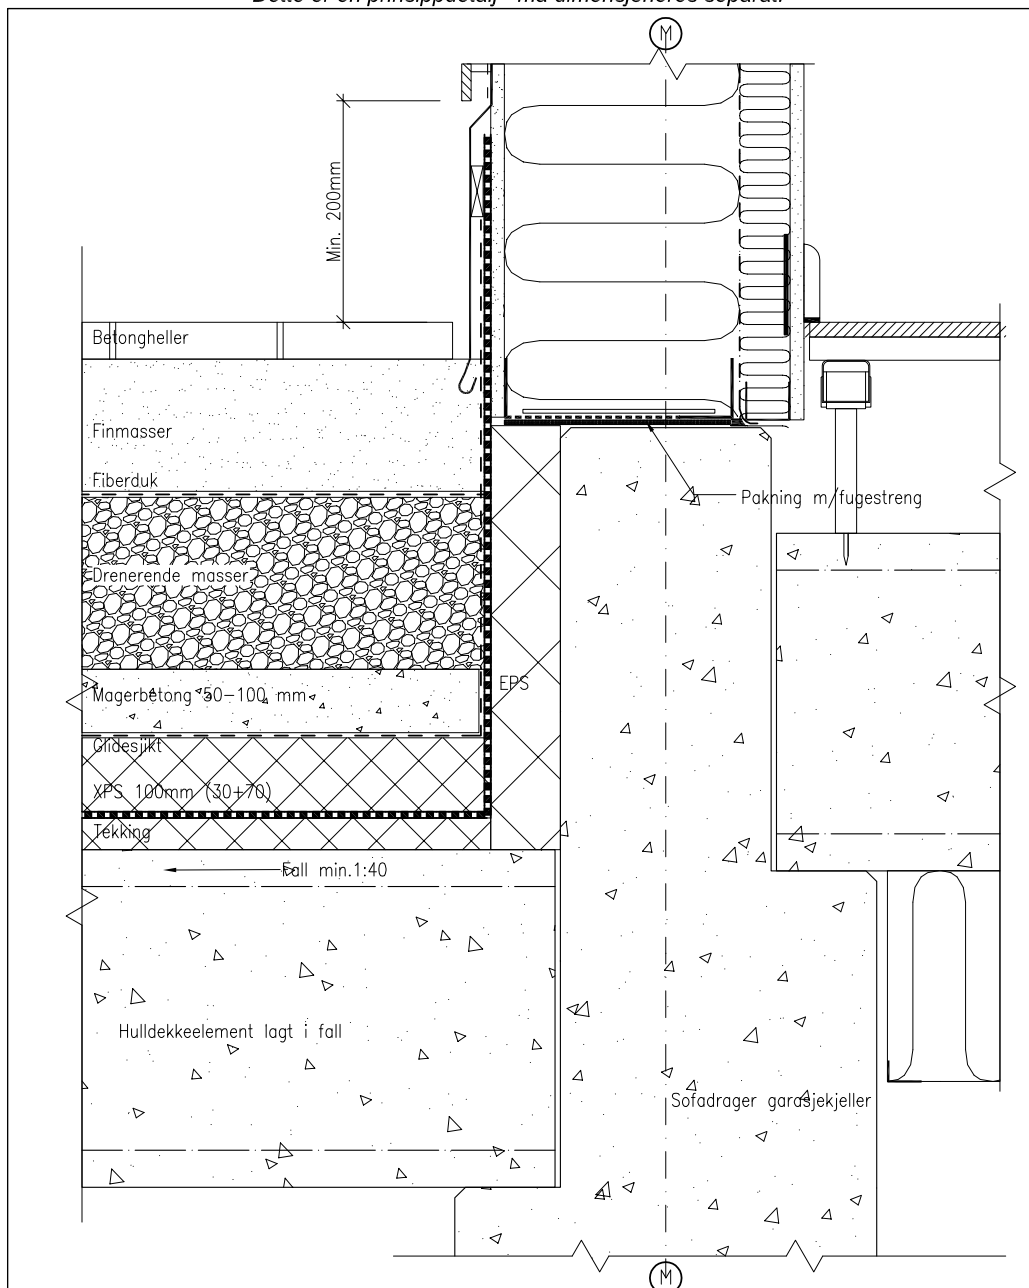 Dette er en prinsippdetalj - må dimensjoneres separat.
M
Min. 200mm
Betongheller
Finmasser
Fiberduk
Pakning m/fugestreng
Drenerende masser
EPS
Magerbetong 50-100 mm
Glidesjikt
XPS 100mm (30+70)
Tekking
Fall min.1:40
Hulldekkeelement lagt i fall
Sofadrager garasjekjeller
M